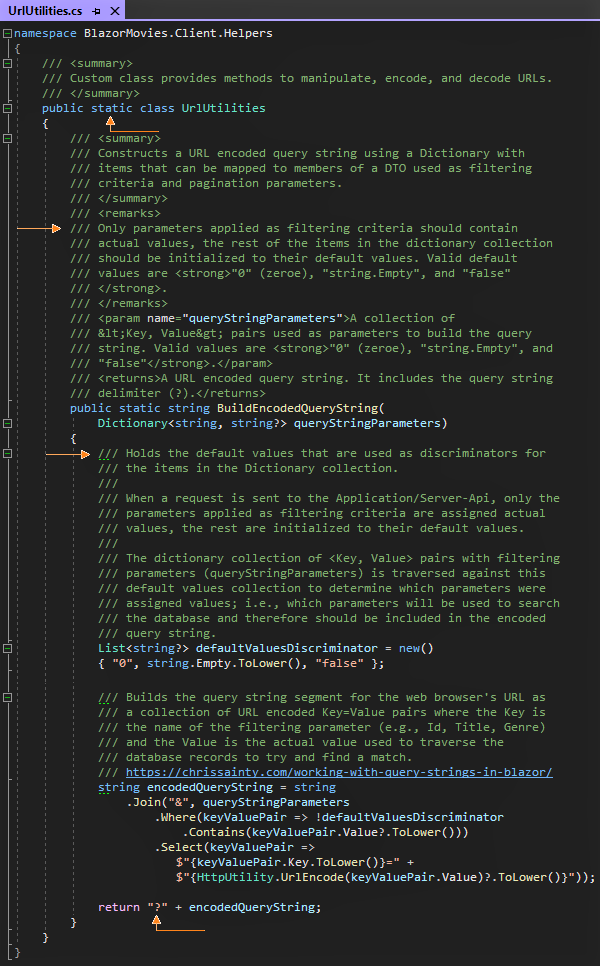 UrlUtilities.cs
namespace BlazorMovies.Client.Helpers
{
/// <summary>
/// Custom class provides methods to manipulate, encode, and decode URLs.
/// </summary>
public static class UrlUtilities
{
/// <summary>
/// Constructs a URL encoded query string using a Dictionary with
/// items that can be mapped to members of a DTO used as filtering
/// criteria and pagination parameters.
/// </summary>
/// <remarks>
/// Only parameters applied as filtering criteria should contain
/// actual values, the rest of the items in the dictionary collection
/// should be initialized to their default values. Valid default
/// values are <strong>"0" (zeroe), "string.Empty", and "false"
/// </strong>.
/// </remarks>
/// <param name="queryStringParameters">A collection of
/// &lt;Key, Value&gt; pairs used as parameters to build the query
/// string. Valid values are <strong>"0" (zeroe), "string.Empty", and
/// "false"</strong>.</param>
/// <returns>A URL encoded query string. It includes the query string
/// delimiter (?).</returns>
public static string BuildEncodedQueryString(
Dictionary<string, string?> queryStringParameters)
{
/// Holds the default values that are used as discriminators for
/// the items in the Dictionary collection.
///
/// When a request is sent to the Application/Server-Api, only the
/// parameters applied as filtering criteria are assigned actual
/// values, the rest are initialized to their default values.
///
/// The dictionary collection of <Key, Value> pairs with filtering
/// parameters (queryStringParameters) is traversed against this
/// default values collection to determine which parameters were
/// assigned values; i.e., which parameters will be used to search
/// the database and therefore should be included in the encoded
/// query string.
List<string?> defaultValuesDiscriminator = new()
{ "0", string.Empty.ToLower(), "false" };
/// Builds the query string segment for the web browser's URL as
/// a collection of URL encoded Key=Value pairs where the Key is
/// the name of the filtering parameter (e.g., Id, Title, Genre)
/// and the Value is the actual value used to traverse the
/// database records to try and find a match.
/// https://chrissainty.com/working-with-query-strings-in-blazor/
string encodedQueryString = string
.Join("&", queryStringParameters
.Where(keyValuePair => !defaultValuesDiscriminator
.Contains(keyValuePair.Value?.ToLower()))
.Select(keyValuePair =>
$"{keyValuePair.Key.ToLower()}=" +
$"{HttpUtility.UrlEncode(keyValuePair.Value)?.ToLower()}"));
return "?" + encodedQueryString;
}
}
}